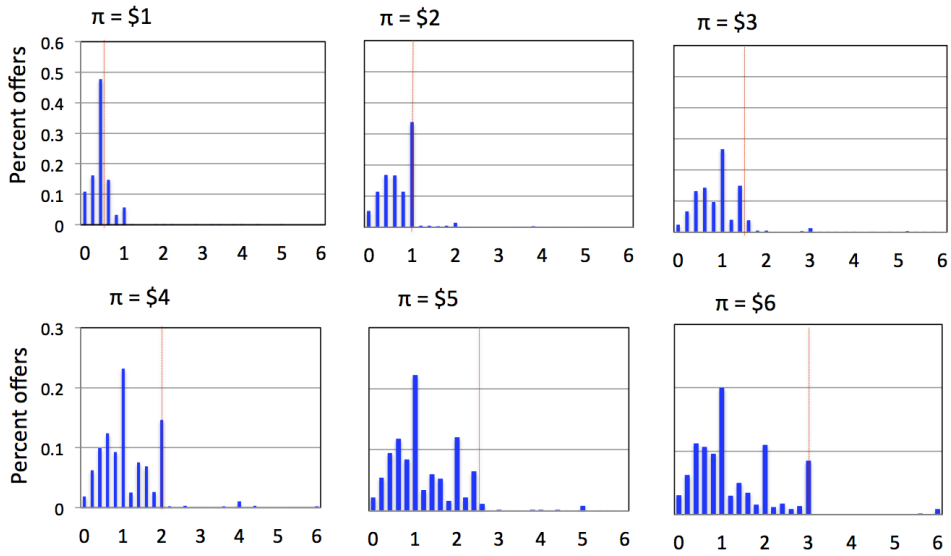 π = $1
π = $2
π = $3
Percent offers
0.6
0.5
0.4
0.3
0.2
0.1
0
0 1 2 3 4 5 6
0 1 2 3 4 5 6
0 1 2 3 4 5 6
π = $4
π = $5
π = $6
Percent offers
0.3
0.2
0.1
0
0 1 2 3 4 5 6
0 1 2 3 4 5 6
0 1 2 3 4 5 6